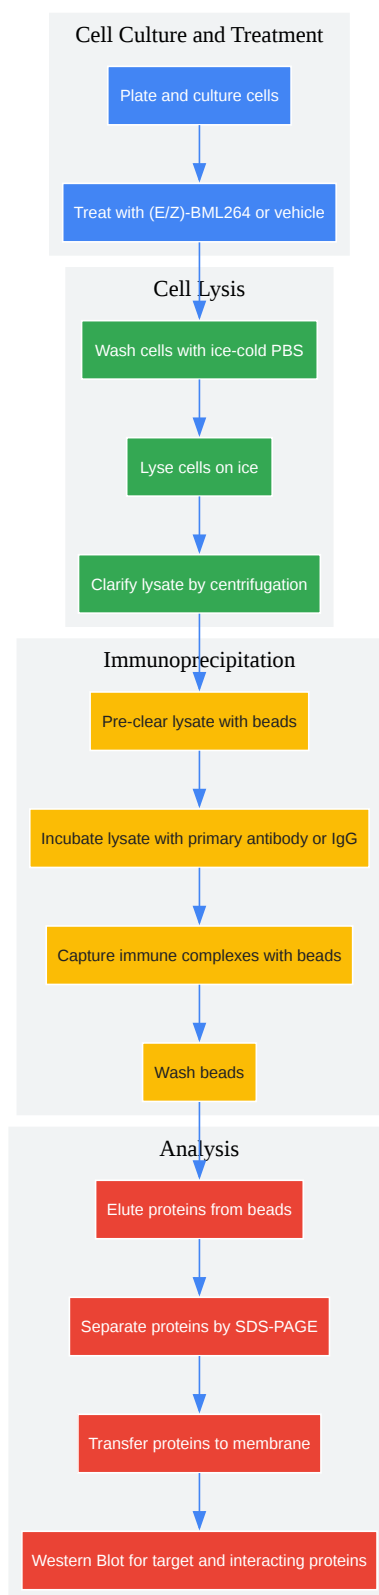 Cell Culture and Treatment
Plate and culture cells
Treat with (E/Z)-BML264 or vehicle
Cell Lysis
Wash cells with ice-cold PBS
Lyse cells on ice
Clarify lysate by centrifugation
Immunoprecipitation
Pre-clear lysate with beads
Incubate lysate with primary antibody or IgG
Capture immune complexes with beads
Wash beads
Analysis
Elute proteins from beads
Separate proteins by SDS-PAGE
Transfer proteins to membrane
Western Blot for target and interacting proteins